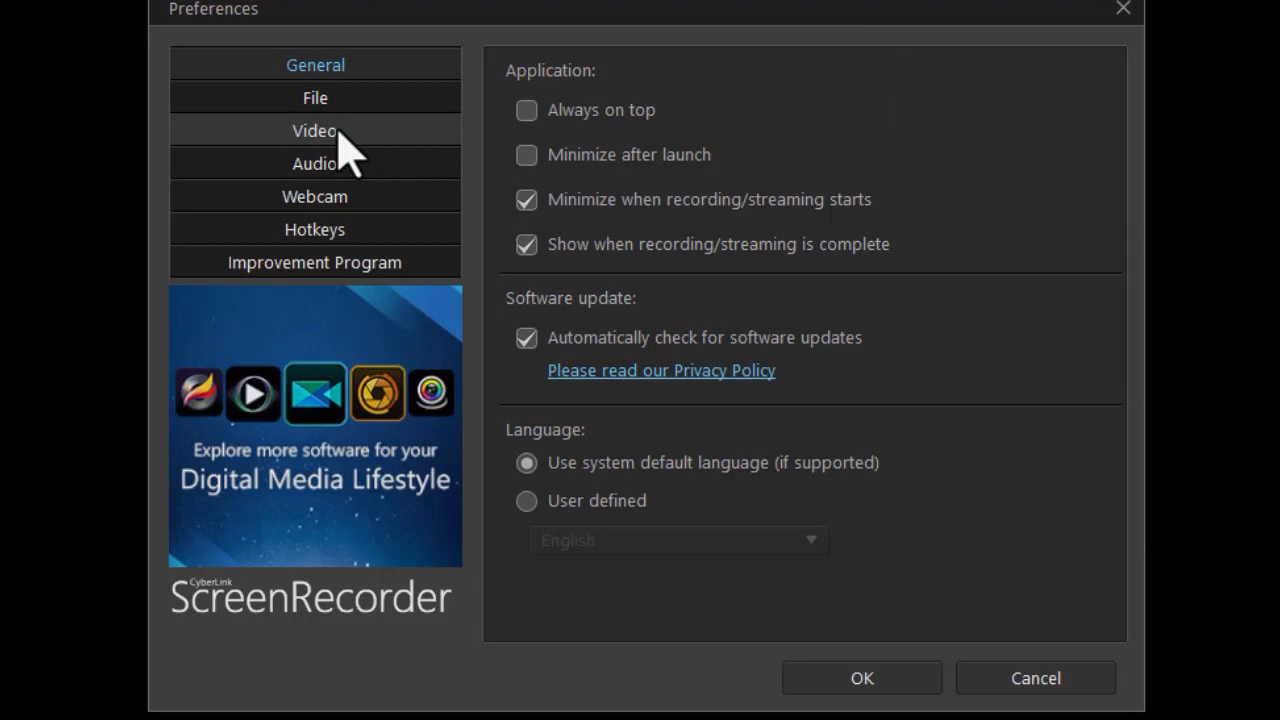 Preferences
General
File
Video
Audio
Webcam
Hotkeys
Improvement Program
Explore more software for your
Digital Media Lifestyle
CyberLink
ScreenRecorder
Application:
Always on top
Minimize after launch
Minimize when recording/streaming starts
Show when recording/streaming is complete
Software update:
Automatically check for software updates
Please read our Privacy Policy
Language:
Use system default language (if supported)
User defined
English
OK
Cancel